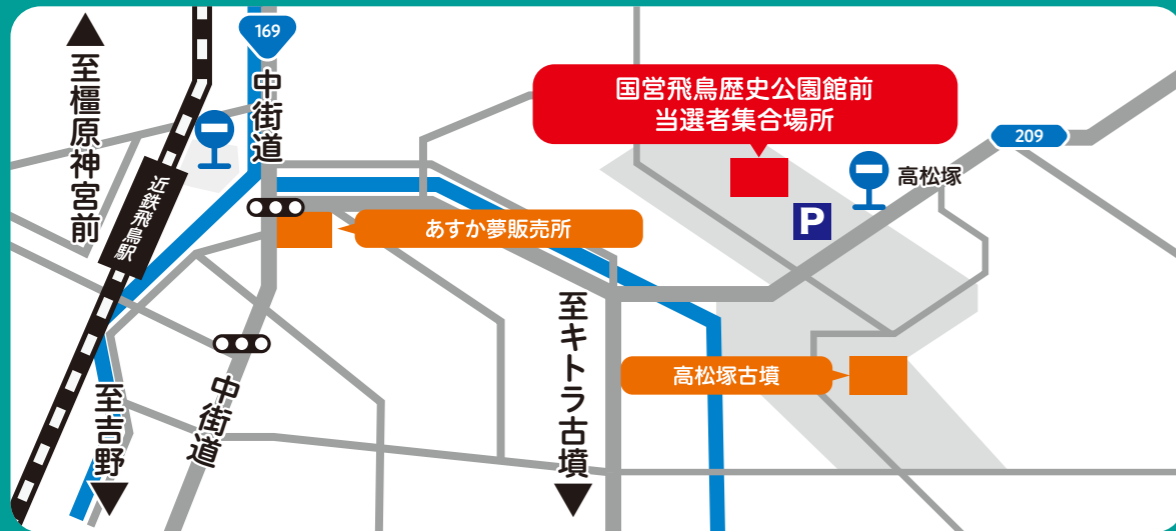 至橿原神宮前
169
中街道
近鉄飛鳥駅
国営飛鳥歴史公園館前
当選者集合場所
209
高松塚
P
あすか夢販売所
至キトラ古墳
高松塚古墳
中街道
至吉野